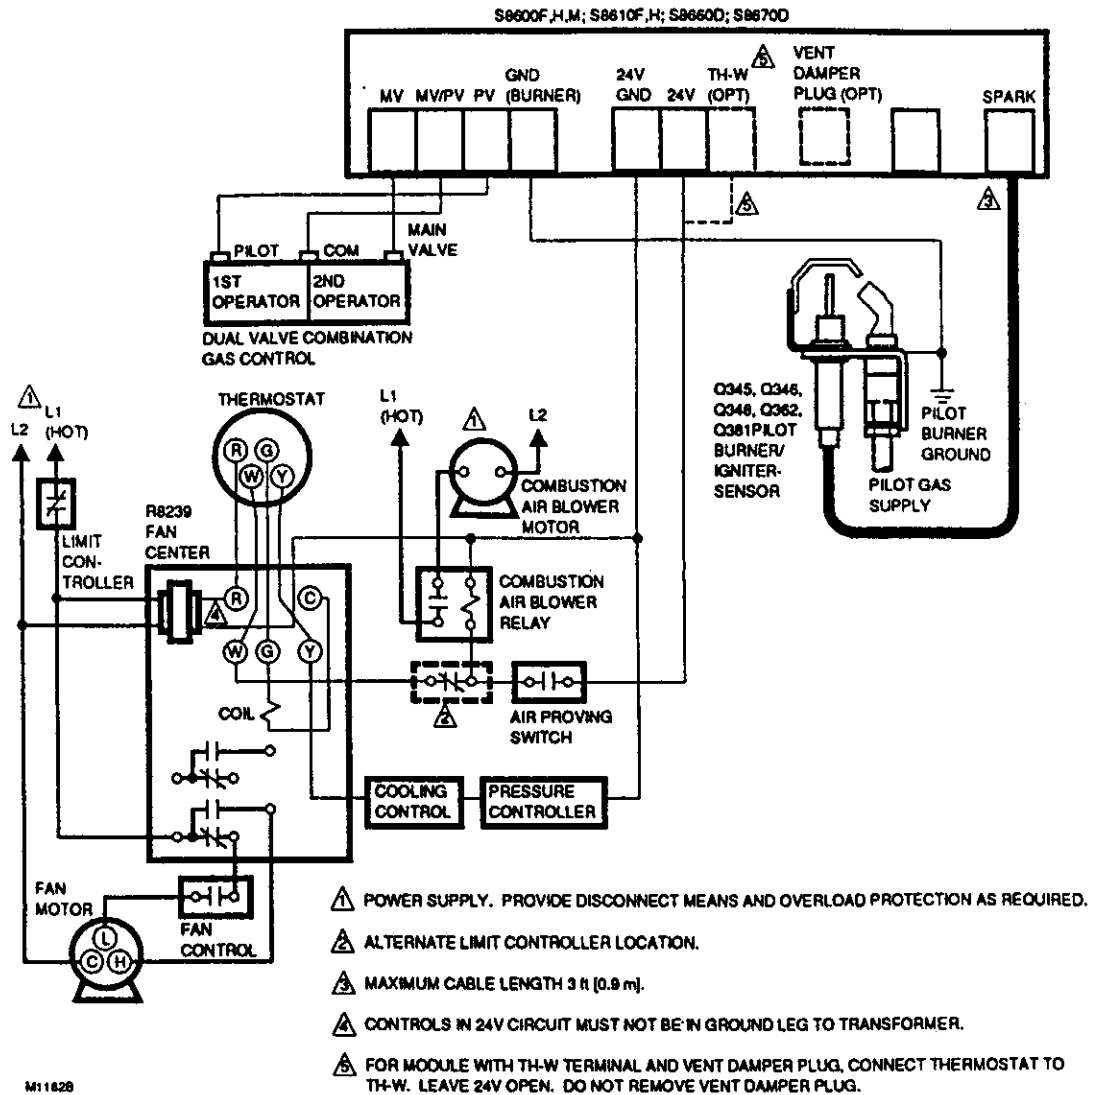 S8600F,H,M; S8610F,H; S8660D; S8670D
MV
MV/PV
PV
GND
(BURNER)
24V
GND
24V
TH-W
(OPT)
5
VENT
DAMPER
PLUG (OPT)
SPARK
5
3
MAIN
VALVE
PILOT
COM
1ST
OPERATOR
2ND
OPERATOR
DUAL VALVE COMBINATION
GAS CONTROL
Q345, Q346,
Q348, Q362,
Q381PILOT
BURNER/
IGNITER-
SENSOR
PILOT
BURNER
GROUND
PILOT GAS
SUPPLY
1
L2
L1
(HOT)
THERMOSTAT
R
G
W
Y
L1
(HOT)
1
L2
COMBUSTION
AIR BLOWER
MOTOR
LIMIT
CON-
TROLLER
R8239
FAN
CENTER
COMBUSTION
AIR BLOWER
RELAY
R
4
C
W
G
Y
COIL
2
AIR PROVING
SWITCH
COOLING
CONTROL
PRESSURE
CONTROLLER
FAN
MOTOR
L
C
H
FAN
CONTROL
1 POWER SUPPLY. PROVIDE DISCONNECT MEANS AND OVERLOAD PROTECTION AS REQUIRED.
2 ALTERNATE LIMIT CONTROLLER LOCATION.
3 MAXIMUM CABLE LENGTH 3 ft [0.9 m].
4 CONTROLS IN 24V CIRCUIT MUST NOT BE IN GROUND LEG TO TRANSFORMER.
5 FOR MODULE WITH TH-W TERMINAL AND VENT DAMPER PLUG, CONNECT THERMOSTAT TO
TH-W. LEAVE 24V OPEN. DO NOT REMOVE VENT DAMPER PLUG.
M1182B